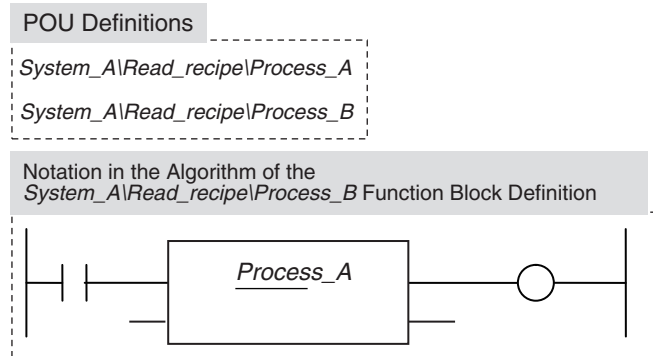 POU Definitions
System_A\Read_recipe\Process_A
System_A\Read_recipe\Process_B
Notation in the Algorithm of the
System_A\Read_recipe\Process_B Function Block Definition
Process_A